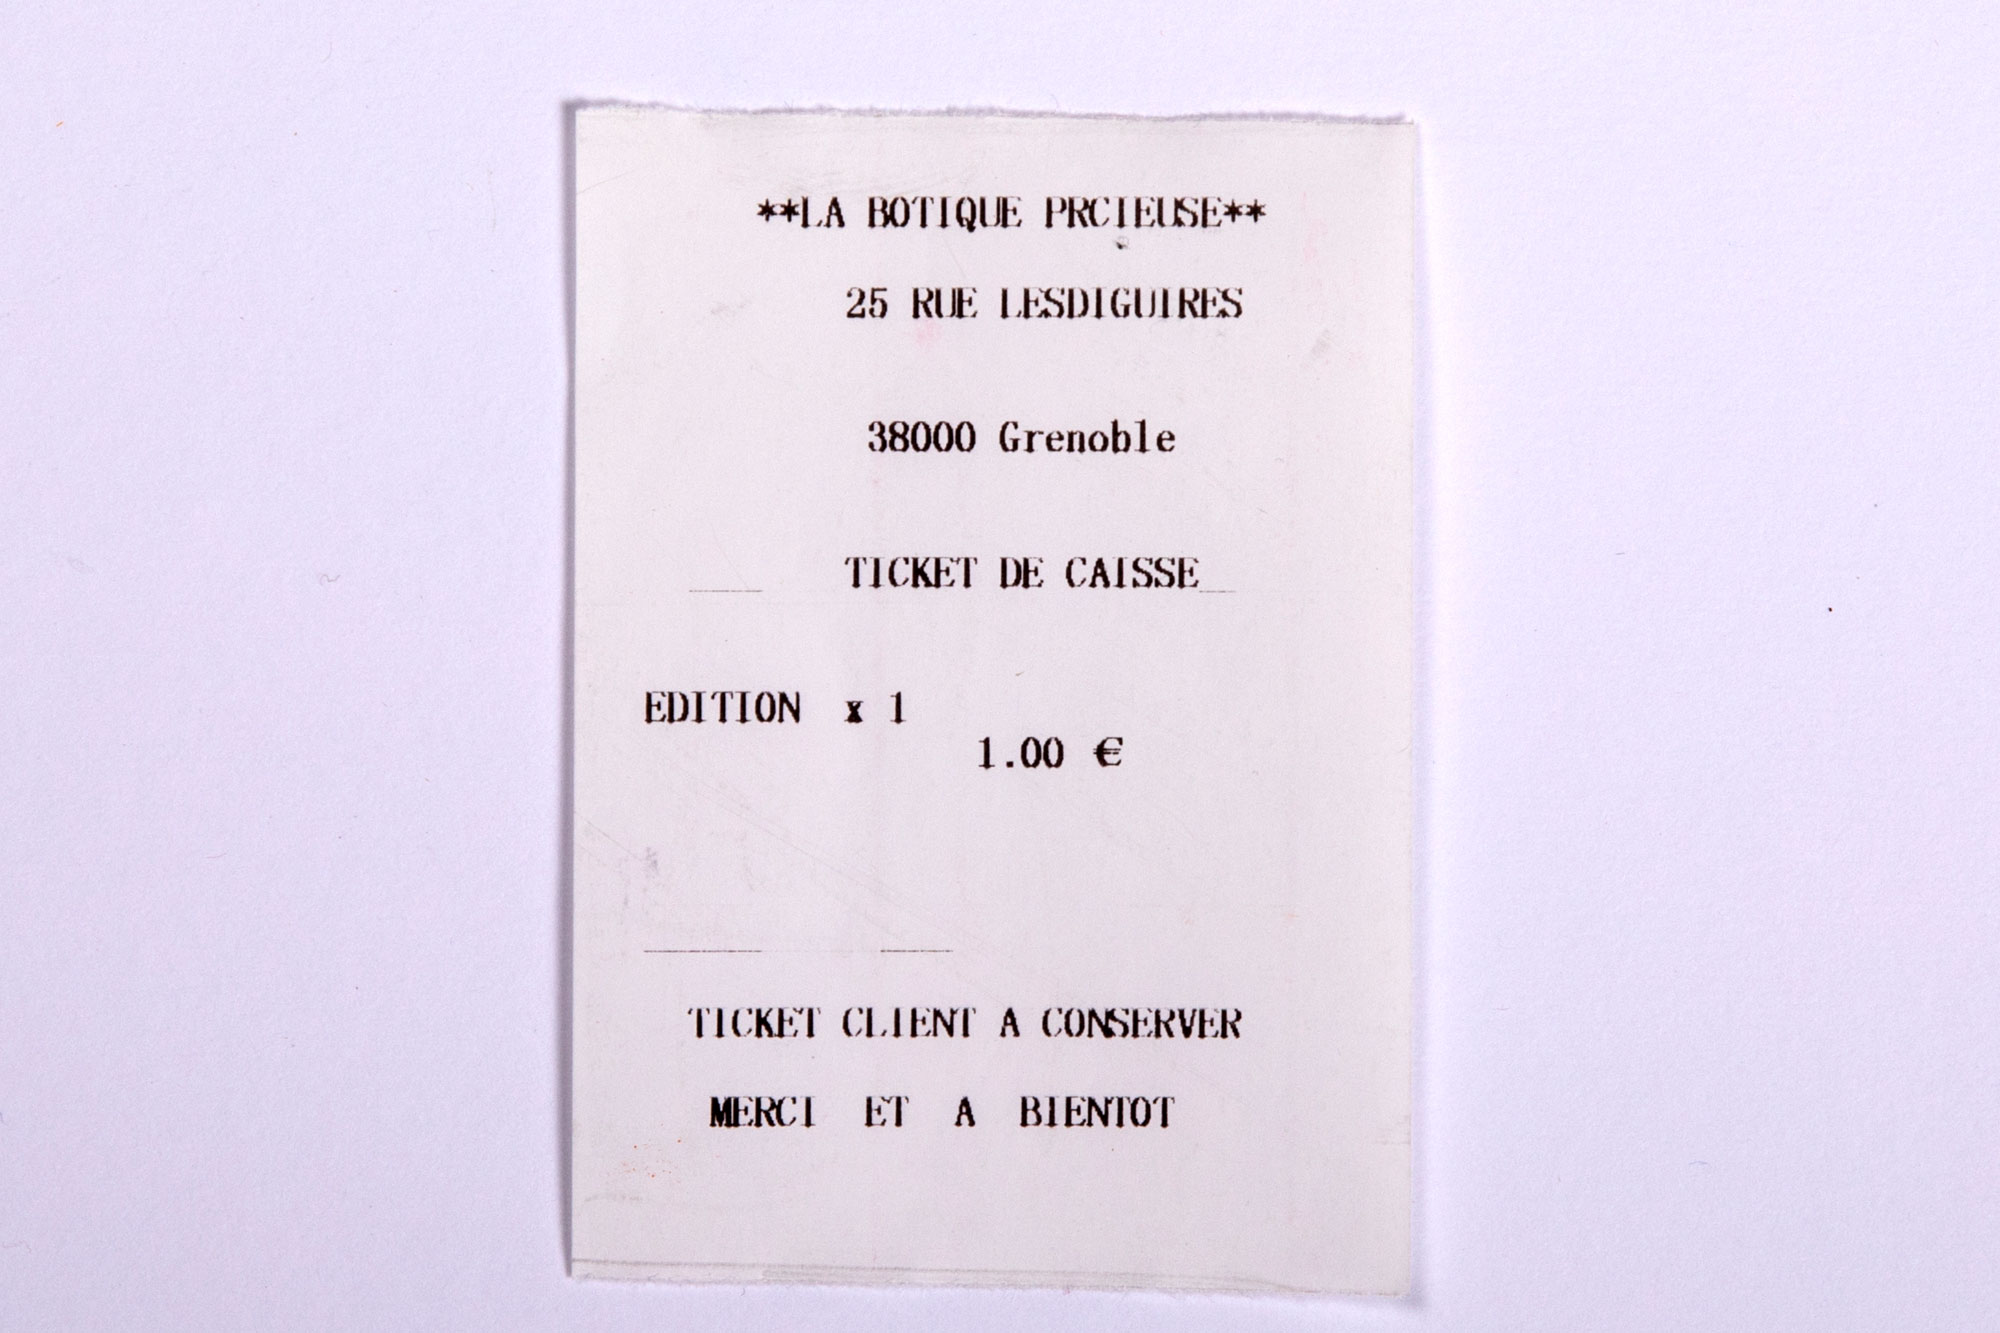 **LA BOTIQUE PRCIEUSE**
25 RUE LESDIGUIRES
38000 Grenoble
TICKET DE CAISSE
EDITION x 1
1.00 €
TICKET CLIENT A CONSERVER
MERCI ET A BIENTOT